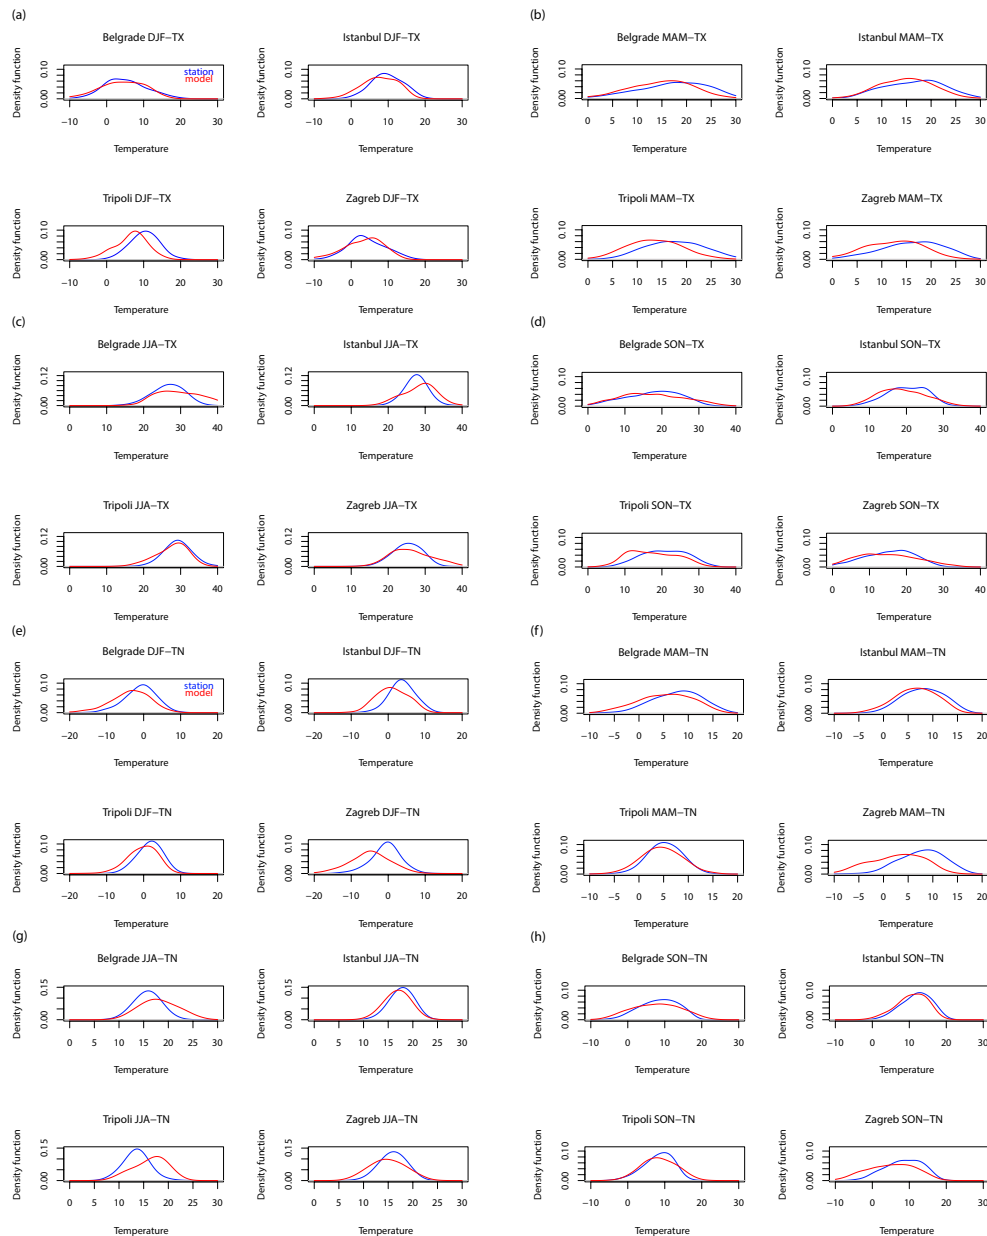 (a)
Belgrade DJF−TX
Density function
0.00 0.10
station
model
−10 0 10 20 30
Temperature
Istanbul DJF−TX
Density function
0.00 0.10
−10 0 10 20 30
Temperature
Tripoli DJF−TX
Density function
0.00 0.10
−10 0 10 20 30
Temperature
Zagreb DJF−TX
Density function
0.00 0.10
−10 0 10 20 30
Temperature
(b)
Belgrade MAM−TX
Density function
0.00 0.10
0 5 10 15 20 25 30
Temperature
Istanbul MAM−TX
Density function
0.00 0.10
0 5 10 15 20 25 30
Temperature
Tripoli MAM−TX
Density function
0.00 0.10
0 5 10 15 20 25 30
Temperature
Zagreb MAM−TX
Density function
0.00 0.10
0 5 10 15 20 25 30
Temperature
(c)
Belgrade JJA−TX
Density function
0.00 0.12
0 10 20 30 40
Temperature
Istanbul JJA−TX
Density function
0.00 0.12
0 10 20 30 40
Temperature
Tripoli JJA−TX
Density function
0.00 0.12
0 10 20 30 40
Temperature
Zagreb JJA−TX
Density function
0.00 0.12
0 10 20 30 40
Temperature
(d)
Belgrade SON−TX
Density function
0.00 0.10
0 10 20 30 40
Temperature
Istanbul SON−TX
Density function
0.00 0.10
0 10 20 30 40
Temperature
Tripoli SON−TX
Density function
0.00 0.10
0 10 20 30 40
Temperature
Zagreb SON−TX
Density function
0.00 0.10
0 10 20 30 40
Temperature
(e)
Belgrade DJF−TN
Density function
0.00 0.10
station
model
−20 −10 0 10 20
Temperature
Istanbul DJF−TN
Density function
0.00 0.10
−20 −10 0 10 20
Temperature
Tripoli DJF−TN
Density function
0.00 0.10
−20 −10 0 10 20
Temperature
Zagreb DJF−TN
Density function
0.00 0.10
−20 −10 0 10 20
Temperature
(f)
Belgrade MAM−TN
Density function
0.00 0.10
−10 −5 0 5 10 15 20
Temperature
Istanbul MAM−TN
Density function
0.00 0.10
−10 −5 0 5 10 15 20
Temperature
Tripoli MAM−TN
Density function
0.00 0.10
−10 −5 0 5 10 15 20
Temperature
Zagreb MAM−TN
Density function
0.00 0.10
−10 −5 0 5 10 15 20
Temperature
(g)
Belgrade JJA−TN
Density function
0.00 0.15
0 5 10 15 20 25 30
Temperature
Istanbul JJA−TN
Density function
0.00 0.15
0 5 10 15 20 25 30
Temperature
Tripoli JJA−TN
Density function
0.00 0.15
0 5 10 15 20 25 30
Temperature
Zagreb JJA−TN
Density function
0.00 0.15
0 5 10 15 20 25 30
Temperature
(h)
Belgrade SON−TN
Density function
0.00 0.10
−10 0 10 20 30
Temperature
Istanbul SON−TN
Density function
0.00 0.10
−10 0 10 20 30
Temperature
Tripoli SON−TN
Density function
0.00 0.10
−10 0 10 20 30
Temperature
Zagreb SON−TN
Density function
0.00 0.10
−10 0 10 20 30
Temperature